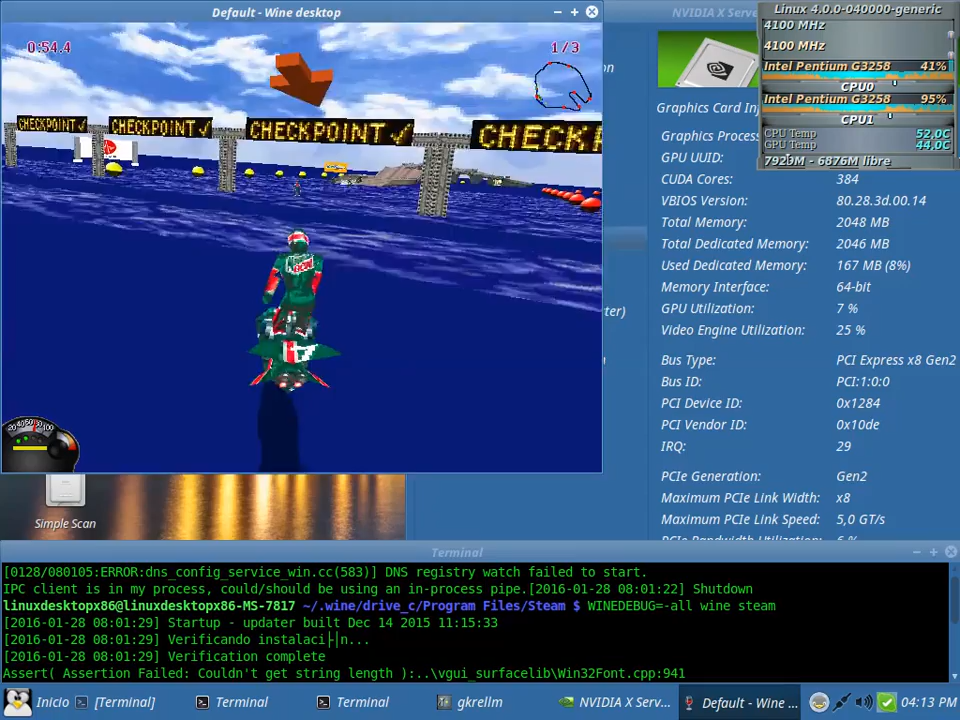 Default - Wine desktop
NVIDIA X Serv
Linux 4.0.0-040000-generic
4100 MHz
4100 MHz
Intel Pentium G3258 41%
CPU0
Intel Pentium G3258 95%
CPU1
CPU Temp 52.0C
GPU Temp 44.0C
7929M - 6876M libre
0:54.4
1/3
CHECKPOINT
CHECKPOINT
CHECKPOINT
CHECKP
on
ter)
Graphics Card In
Graphics Process
GPU UUID:
CUDA Cores: 384
VBIOS Version: 80.28.3d.00.14
Total Memory: 2048 MB
Total Dedicated Memory: 2046 MB
Used Dedicated Memory: 167 MB (8%)
Memory Interface: 64-bit
GPU Utilization: 7 %
Video Engine Utilization: 25 %
Bus Type: PCI Express x8 Gen2
Bus ID: PCI:1:0:0
PCI Device ID: 0x1284
PCI Vendor ID: 0x10de
IRQ: 29
PCIe Generation: Gen2
Maximum PCIe Link Width: x8
Maximum PCIe Link Speed: 5,0 GT/s
PCIe Bandwidth Utilization: 6 %
Simple Scan
Terminal
[0128/080105:ERROR:dns_config_service_win.cc(583)] DNS registry watch failed to start.
IPC client is in my process, could/should be using an in-process pipe.[2016-01-28 08:01:22] Shutdown
linuxdesktopx86@linuxdesktopx86-MS-7817 ~/.wine/drive_c/Program Files/Steam $ WINEDEBUG=-all wine steam
[2016-01-28 08:01:29] Startup - updater built Dec 14 2015 11:15:33
[2016-01-28 08:01:29] Verificando instalaci├│n...
[2016-01-28 08:01:29] Verification complete
Assert( Assertion Failed: Couldn't get string length ):..\vgui_surfacelib\Win32Font.cpp:941
Inicio
[Terminal]
Terminal
Terminal
gkrellm
NVIDIA X Serv...
Default - Wine ...
04:13 PM